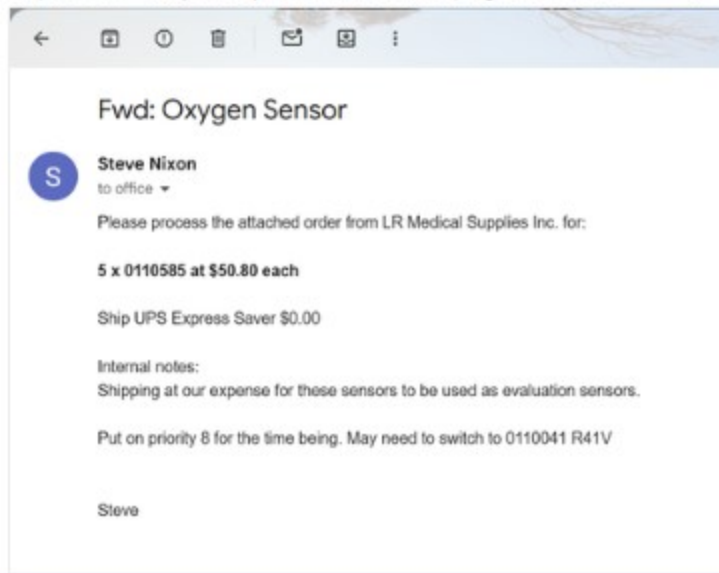 Fwd: Oxygen Sensor
S
Steve Nixon
to office
Please process the attached order from LR Medical Supplies Inc. for:
5 x 0110585 at $50.80 each
Ship UPS Express Saver $0.00
Internal notes:
Shipping at our expense for these sensors to be used as evaluation sensors.
Put on priority 8 for the time being. May need to switch to 0110041 R41V
Steve